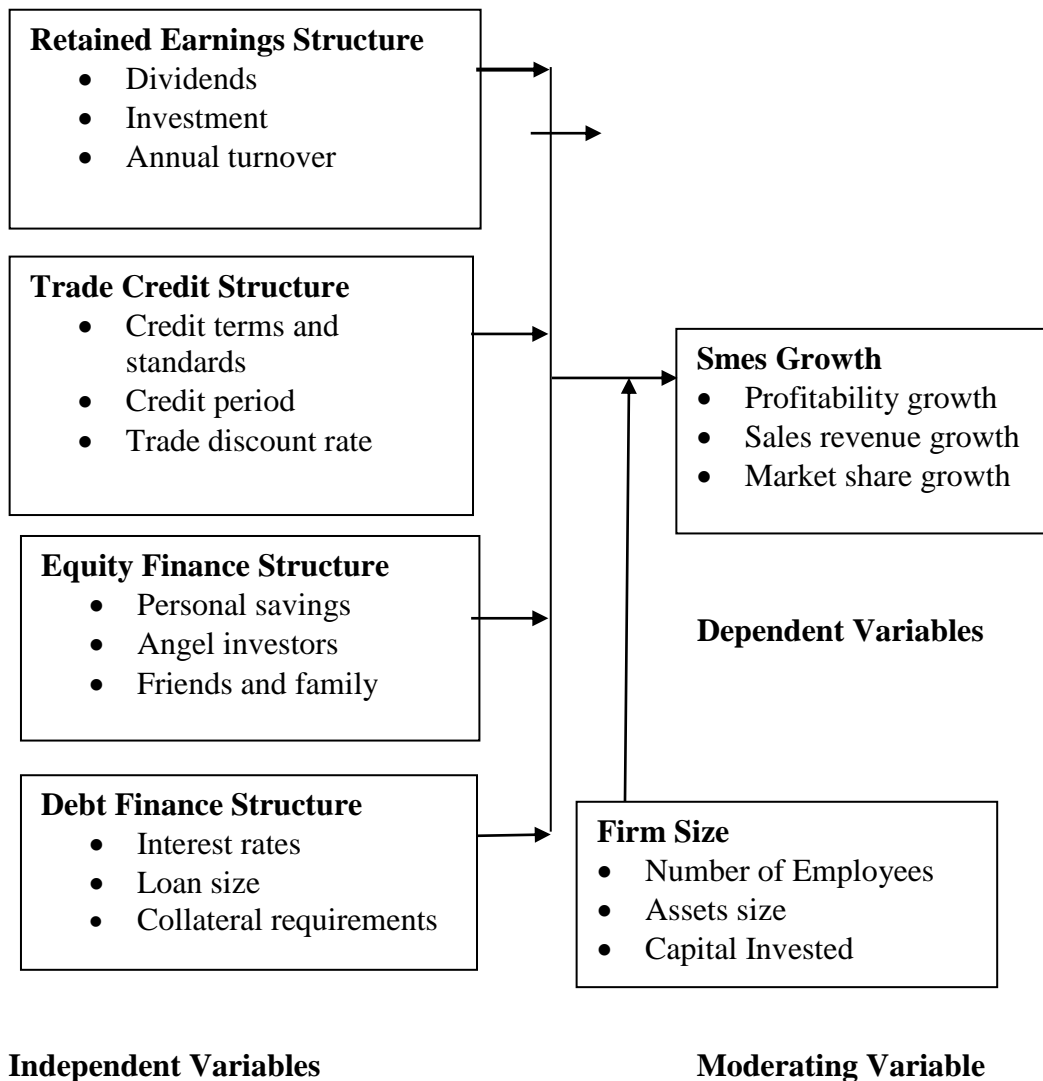 Retained Earnings Structure
• Dividends
• Investment
• Annual turnover
Trade Credit Structure
• Credit terms and
standards
• Credit period
• Trade discount rate
Equity Finance Structure
• Personal savings
• Angel investors
• Friends and family
Debt Finance Structure
• Interest rates
• Loan size
• Collateral requirements
Independent Variables
Smes Growth
• Profitability growth
• Sales revenue growth
• Market share growth
Dependent Variables
Firm Size
• Number of Employees
• Assets size
• Capital Invested
Moderating Variable